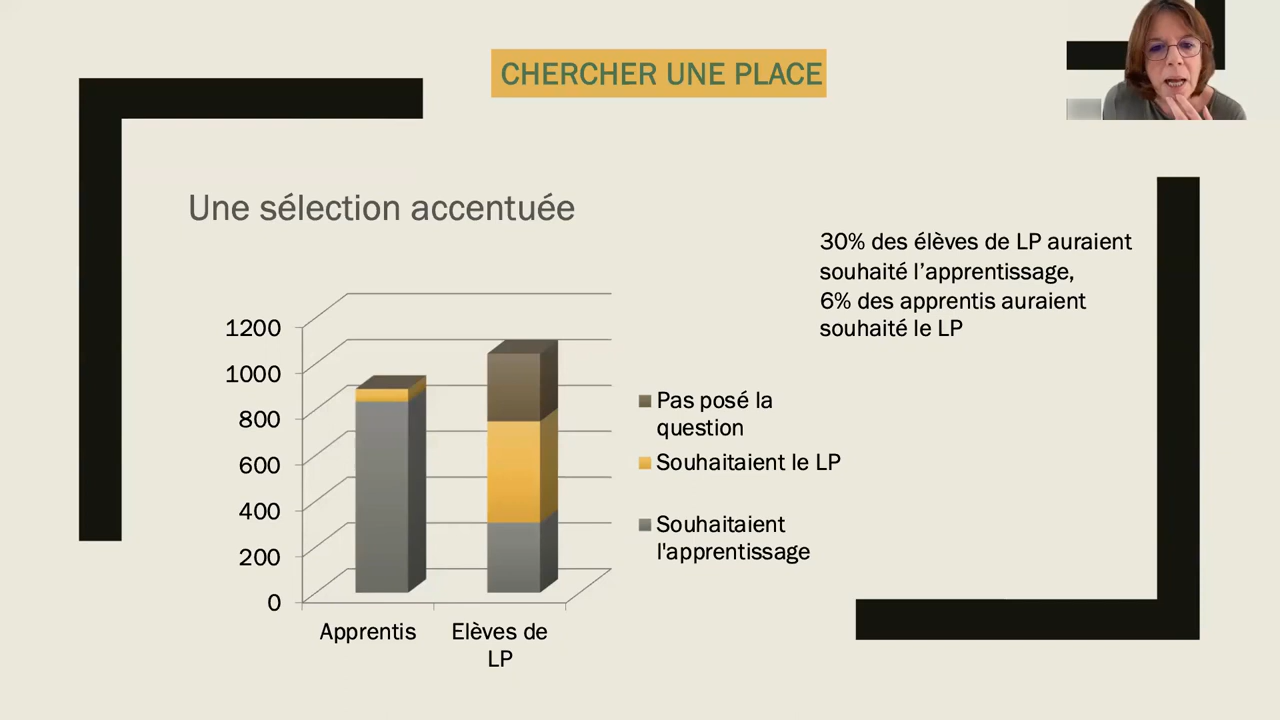 CHERCHER UNE PLACE
Une sélection accentuée
30% des élèves de LP auraient
souhaité l’apprentissage,
6% des apprentis auraient
souhaité le LP
1200
1000
800
600
400
200
0
Apprentis
Elèves de
LP
Pas posé la
question
Souhaitaient le LP
Souhaitaient
l'apprentissage